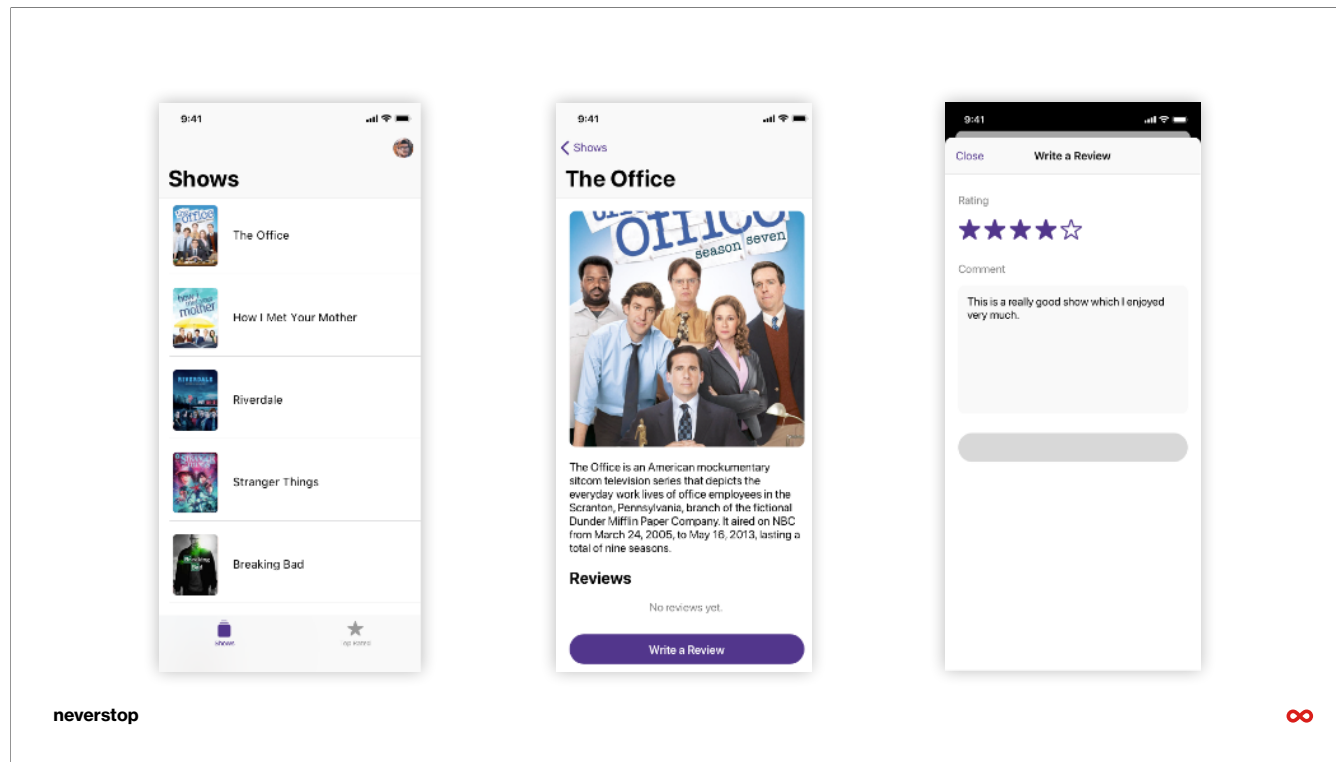 9:41
Shows
The Office
How I Met Your Mother
Riverdale
Stranger Things
Breaking Bad
Shows
9:41
Shows
The Office
office
season seven
The Office is an American mockumentary
sitcom television series that depicts the
everyday work lives of office employees in the
Scranton, Pennsylvania, branch of the fictional
Dunder Mifflin Paper Company. It aired on NBC
from March 24, 2005, to May 16, 2013, lasting a
total of nine seasons.
Reviews
No reviews yet.
Write a Review
9:41
Close
Write a Review
Rating
Comment
This is a really good show which I enjoyed
very much.
neverstop